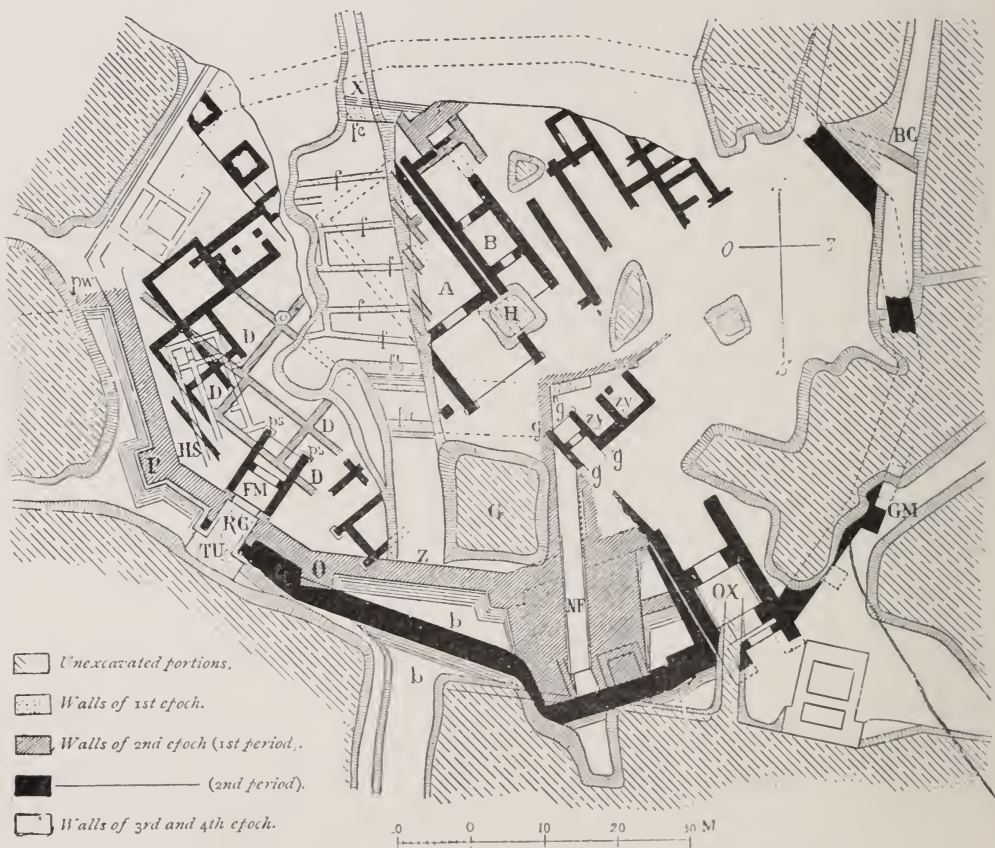 X
BC
fc
f
f
B
O
E
f
A
H
pw
D
f
S
D
f
zy
zy
D
g
ps
HS
ps
D
P
g
FM
G
GM
RC
TU
Z
O
OX
NF
b
b
Unexcavated portions.
Walls of 1st epoch.
Walls of 2nd epoch (1st period).
(2nd period).
Walls of 3rd and 4th epoch.
0 10 20 30 M